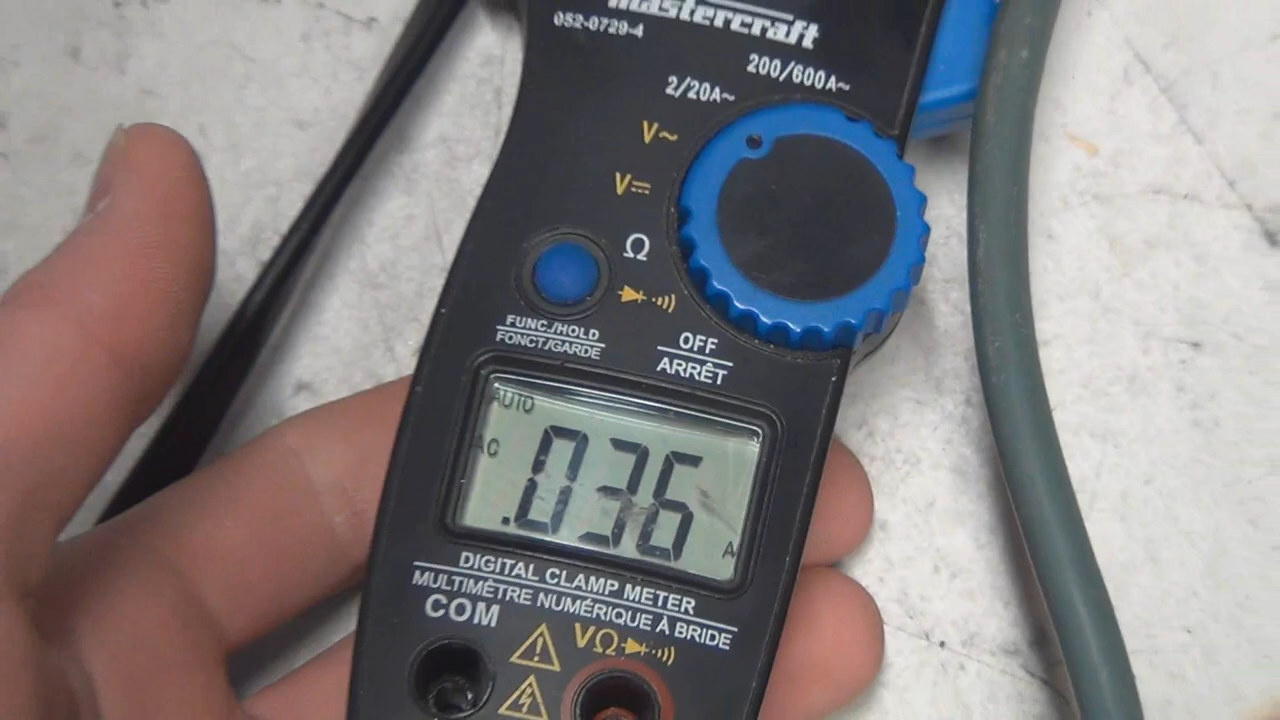 mastercraft
052-0729-4
200/600A~
2/20A~
V~
V⎓
Ω
FUNC./HOLD
FONCT./GARDE
OFF
ARRÊT
AUTO
AC
.036
A
DIGITAL CLAMP METER
MULTIMÈTRE NUMÉRIQUE À BRIDE
COM
VΩ